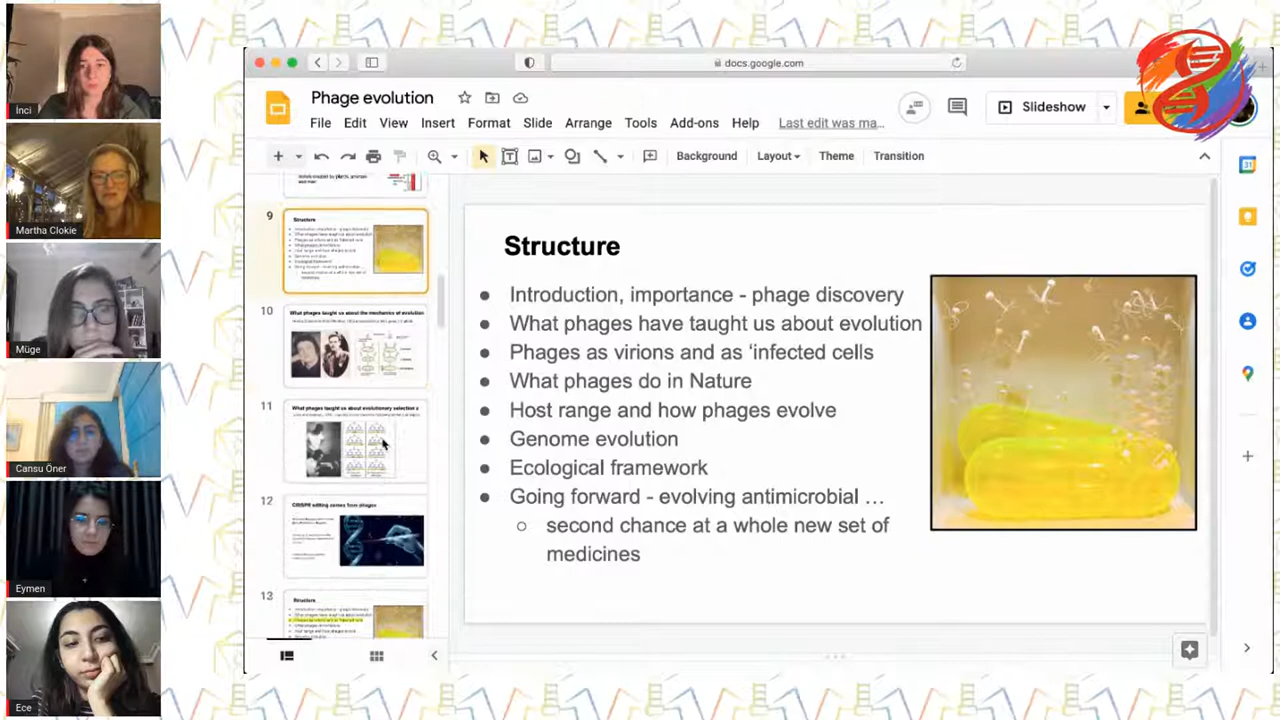 Inci
Martha Clokie
Müge
Cansu Öner
Eymen
Ece
docs.google.com
Phage evolution
File Edit View Slide Arrange Tools Add-ons Help Last edit was ma...
Slideshow
Background Layout Theme Transition
9
Structure
10
What phages taught us about the mechanics of evolution
11
What phages taught us about evolutionary selection
12
CRISPR editing comes from phages
13
Structure
Structure
Introduction, importance - phage discovery
What phages have taught us about evolution
Phages as virions and as ‘infected cells
What phages do in Nature
Host range and how phages evolve
Genome evolution
Ecological framework
Going forward - evolving antimicrobial ...
second chance at a whole new set of
medicines
31